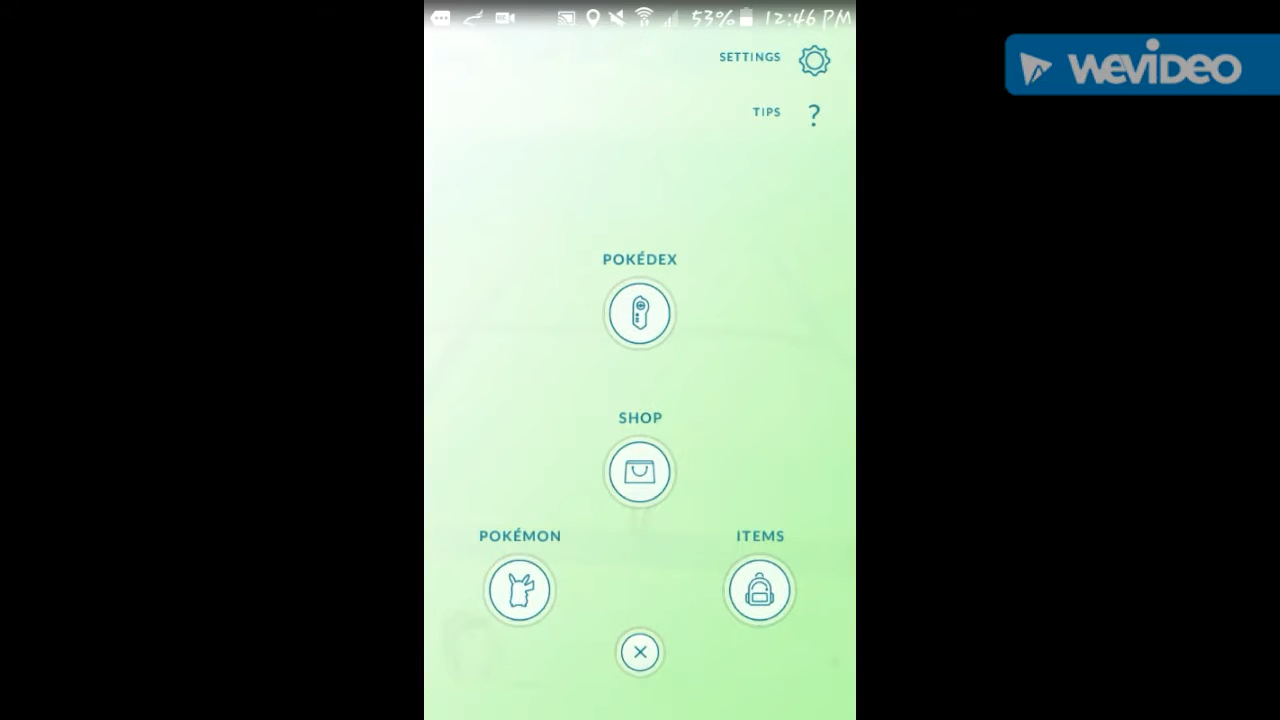 53% 12:46 PM
SETTINGS
WEVIDEO
TIPS
?
POKÉDEX
SHOP
POKÉMON
ITEMS